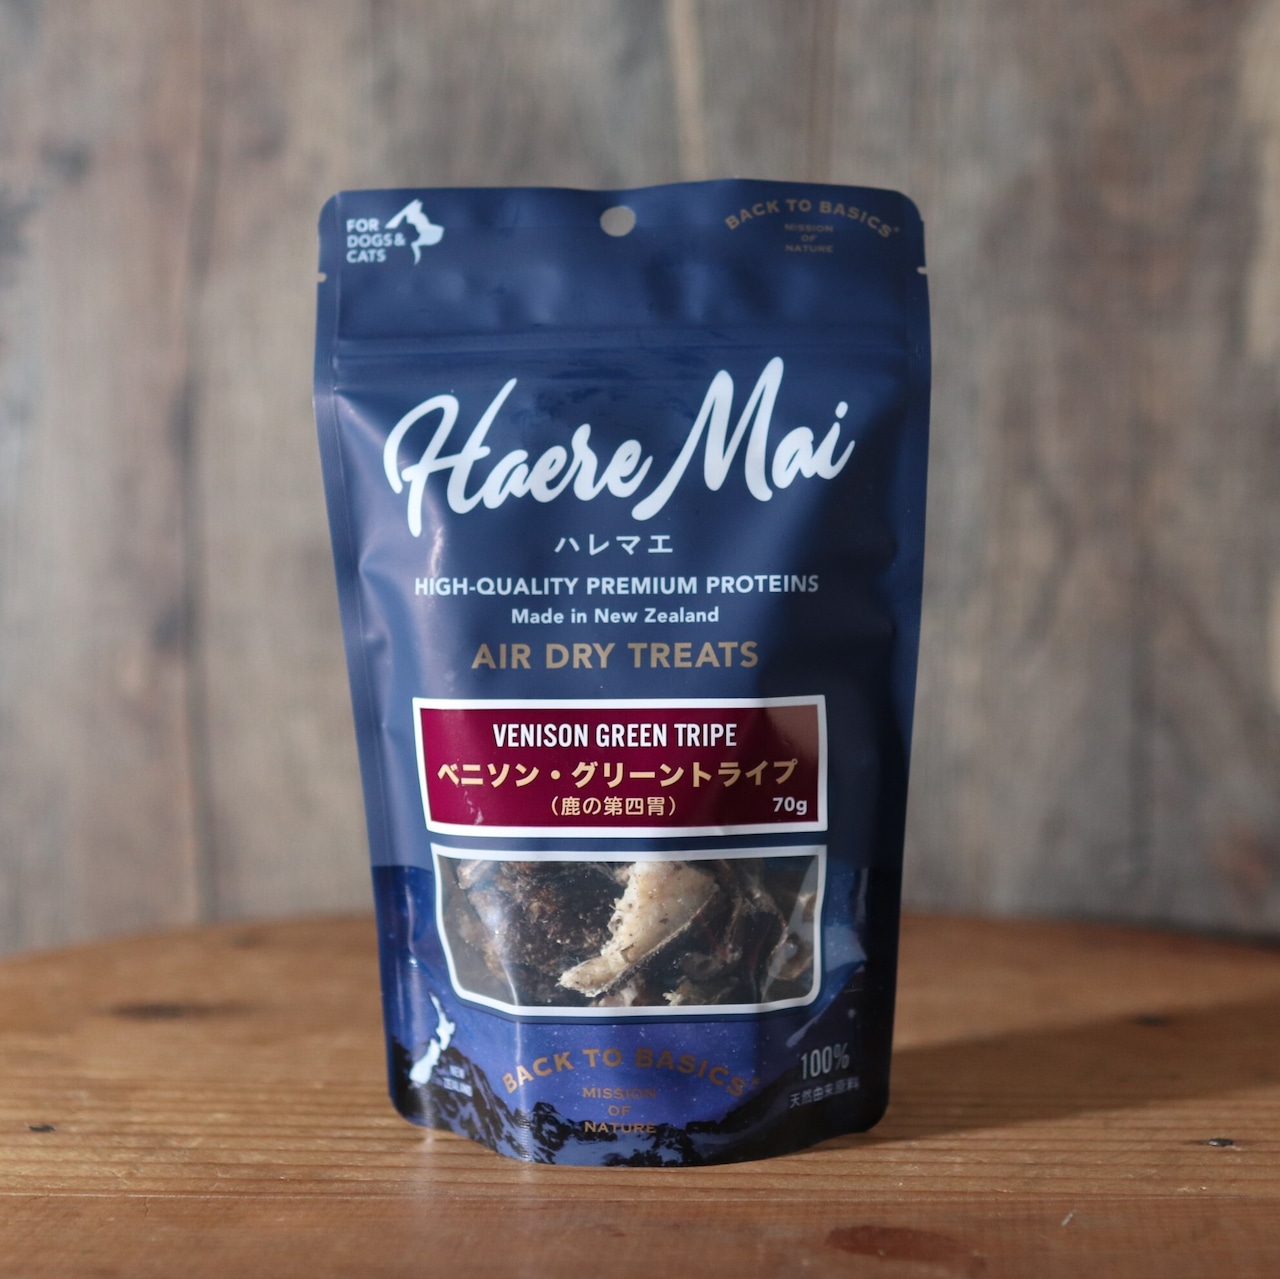 FOR
DOGS&
CATS
BACK TO BASICS
MISSION
OF
NATURE
Haere Mai
ハレマエ
HIGH-QUALITY PREMIUM PROTEINS
Made in New Zealand
AIR DRY TREATS
VENISON GREEN TRIPE
ベニソン・グリーントライプ
（鹿の第四胃）
70g
NEW
ZEALAND
BACK TO BASICS
MISSION
OF
NATURE
100%
天然由来原料